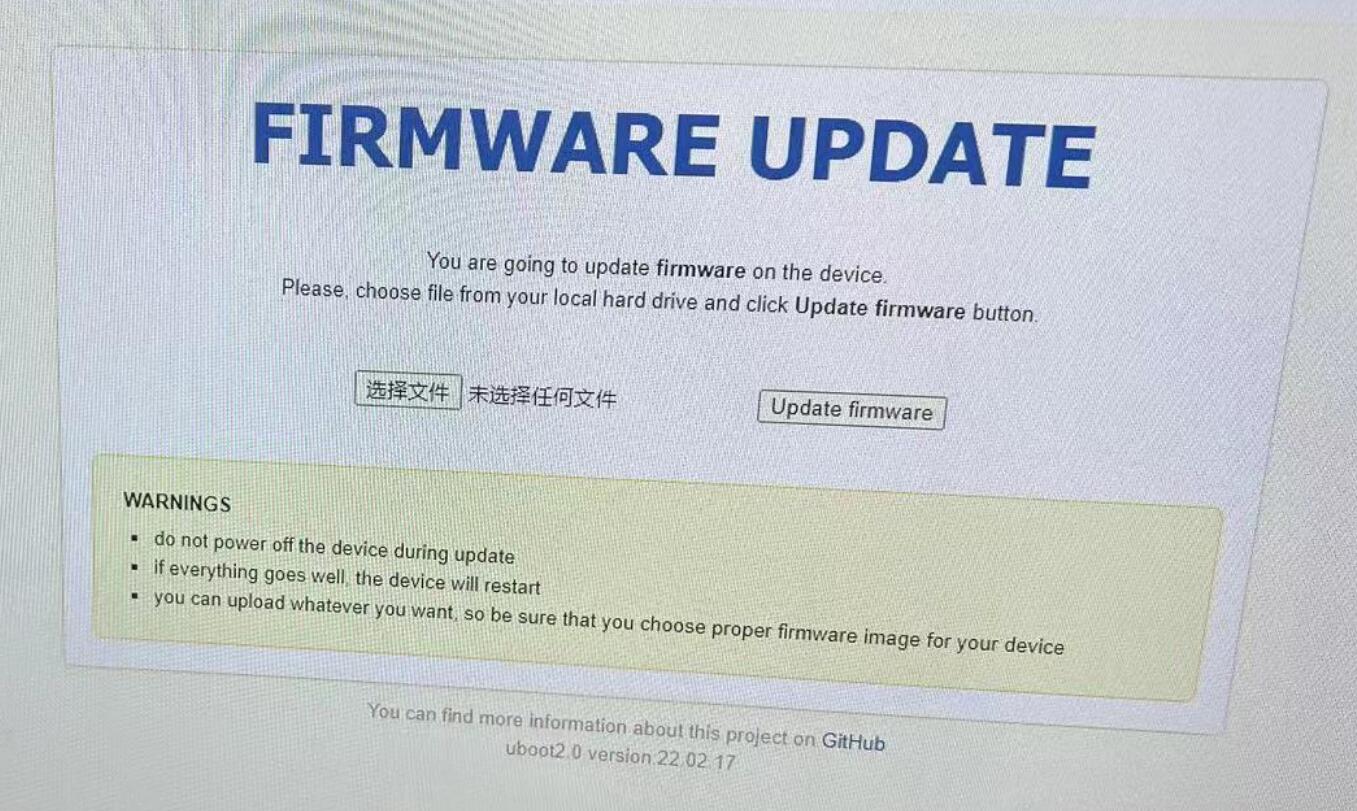 FIRMWARE UPDATE
You are going to update firmware on the device.
Please, choose file from your local hard drive and click Update firmware button.
选择文件 未选择任何文件 Update firmware
WARNINGS
▪ do not power off the device during update
▪ if everything goes well, the device will restart
▪ you can upload whatever you want, so be sure that you choose proper firmware image for your device
You can find more information about this project on GitHub
uboot2.0 version:22.02.17